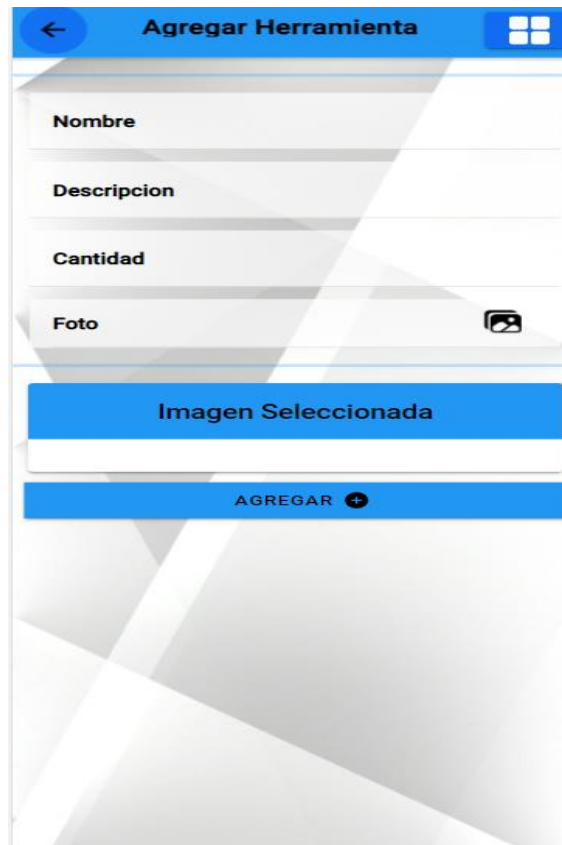 Agregar Herramienta
Nombre
Descripcion
Cantidad
Foto
Imagen Seleccionada
AGREGAR